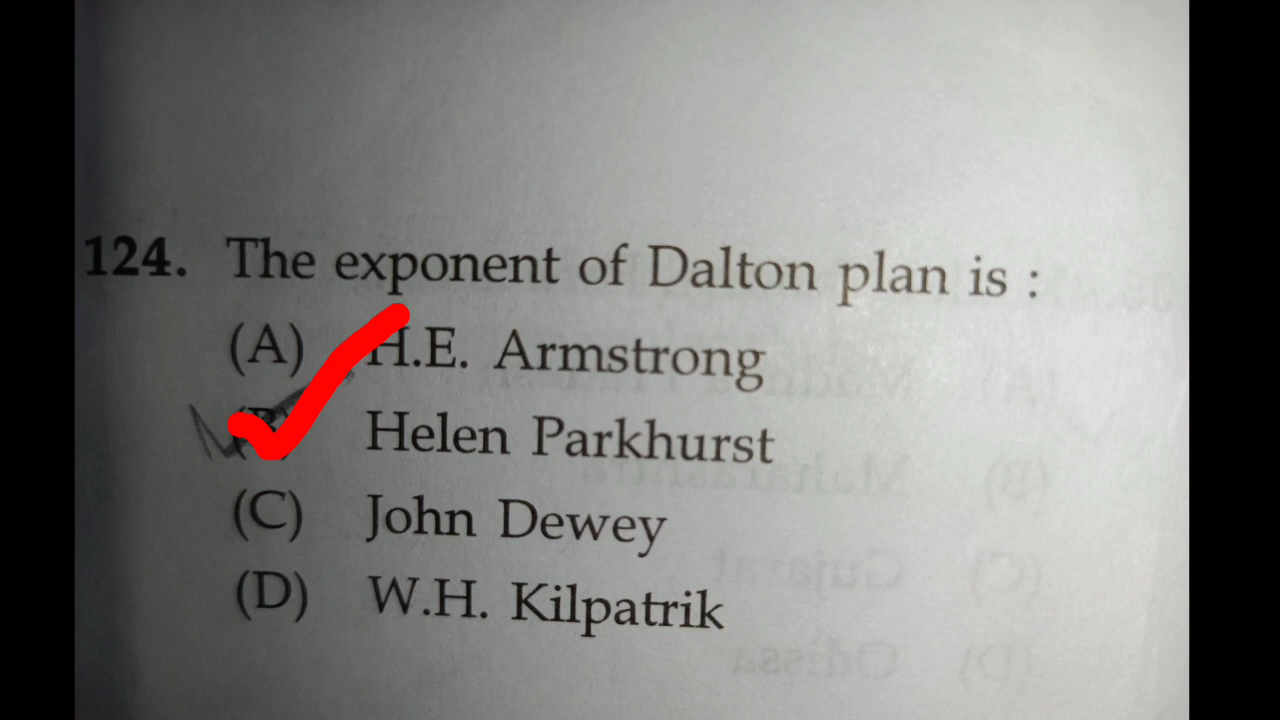 124. The exponent of Dalton plan is :
(A) H.E. Armstrong
(B) Helen Parkhurst
(C) John Dewey
(D) W.H. Kilpatrik